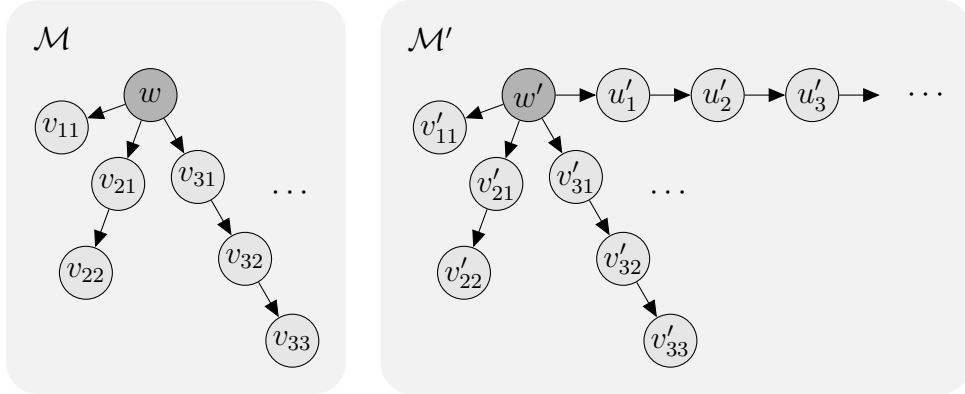 ℳ ℳ′
w w′ u′₁ u′₂ u′₃ ⋯
v₁₁ v′₁₁
v₂₁ v₃₁ ⋯ v′₂₁ v′₃₁ ⋯
v₂₂ v₃₂ v′₂₂ v′₃₂
v₃₃ v′₃₃